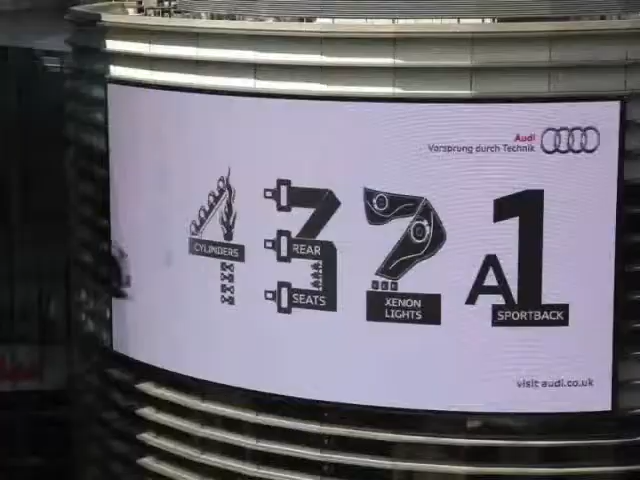 Audi
Vorsprung durch Technik
4
CYLINDERS
3
REAR
SEATS
2
XENON
LIGHTS
A1
SPORTBACK
visit audi.co.uk